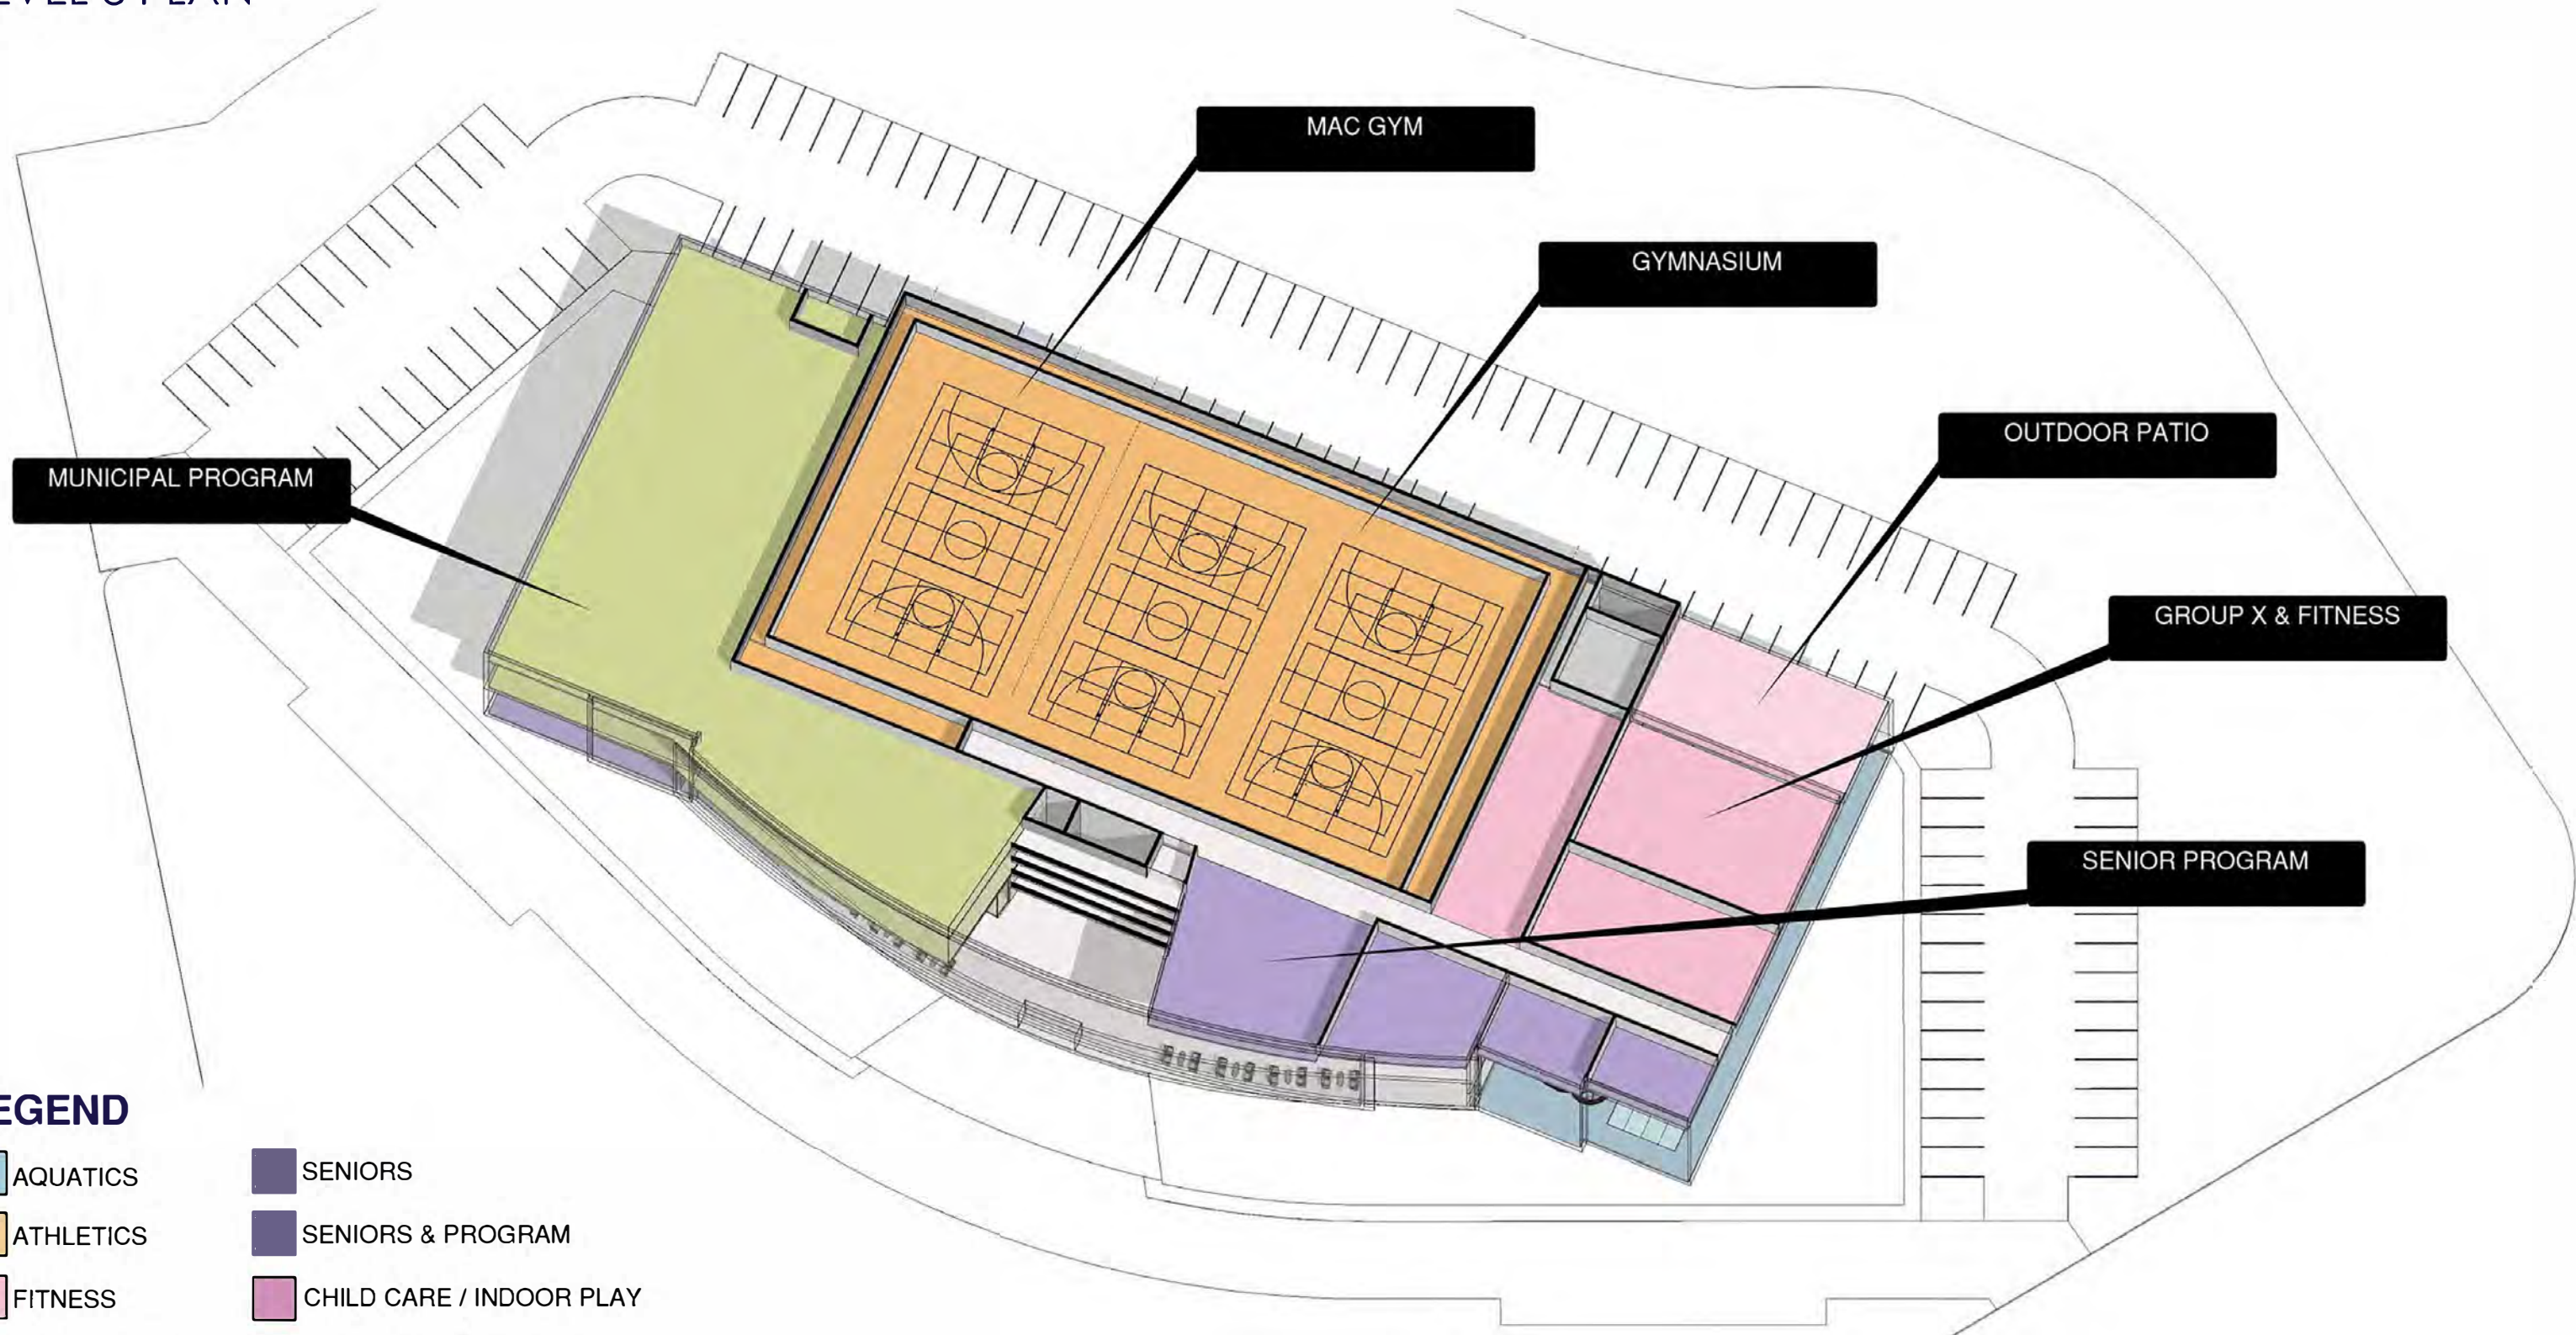 PLAN
MAC GYM
GYMNASIUM
OUTDOOR PATIO
MUNICIPAL PROGRAM
GROUP X & FITNESS
SENIOR PROGRAM
EGEND
AQUATICS
SENIORS
ATHLETICS
SENIORS & PROGRAM
FITNESS
CHILD CARE / INDOOR PLAY